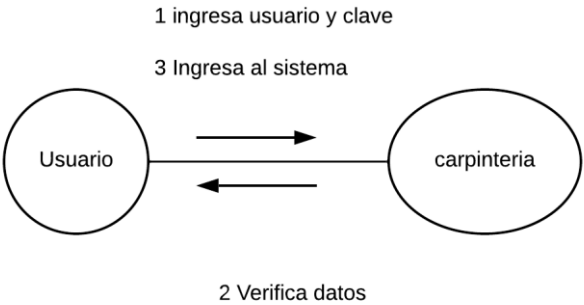 1 ingresa usuario y clave
3 Ingresa al sistema
Usuario
carpinteria
2 Verifica datos